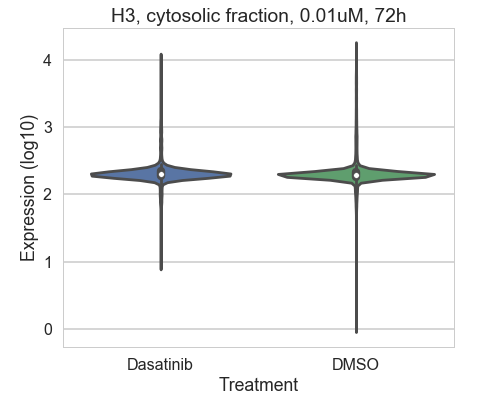 H3, cytosolic fraction, 0.01uM, 72h
4
3
2
1
0
Expression (log10)
Dasatinib
DMSO
Treatment